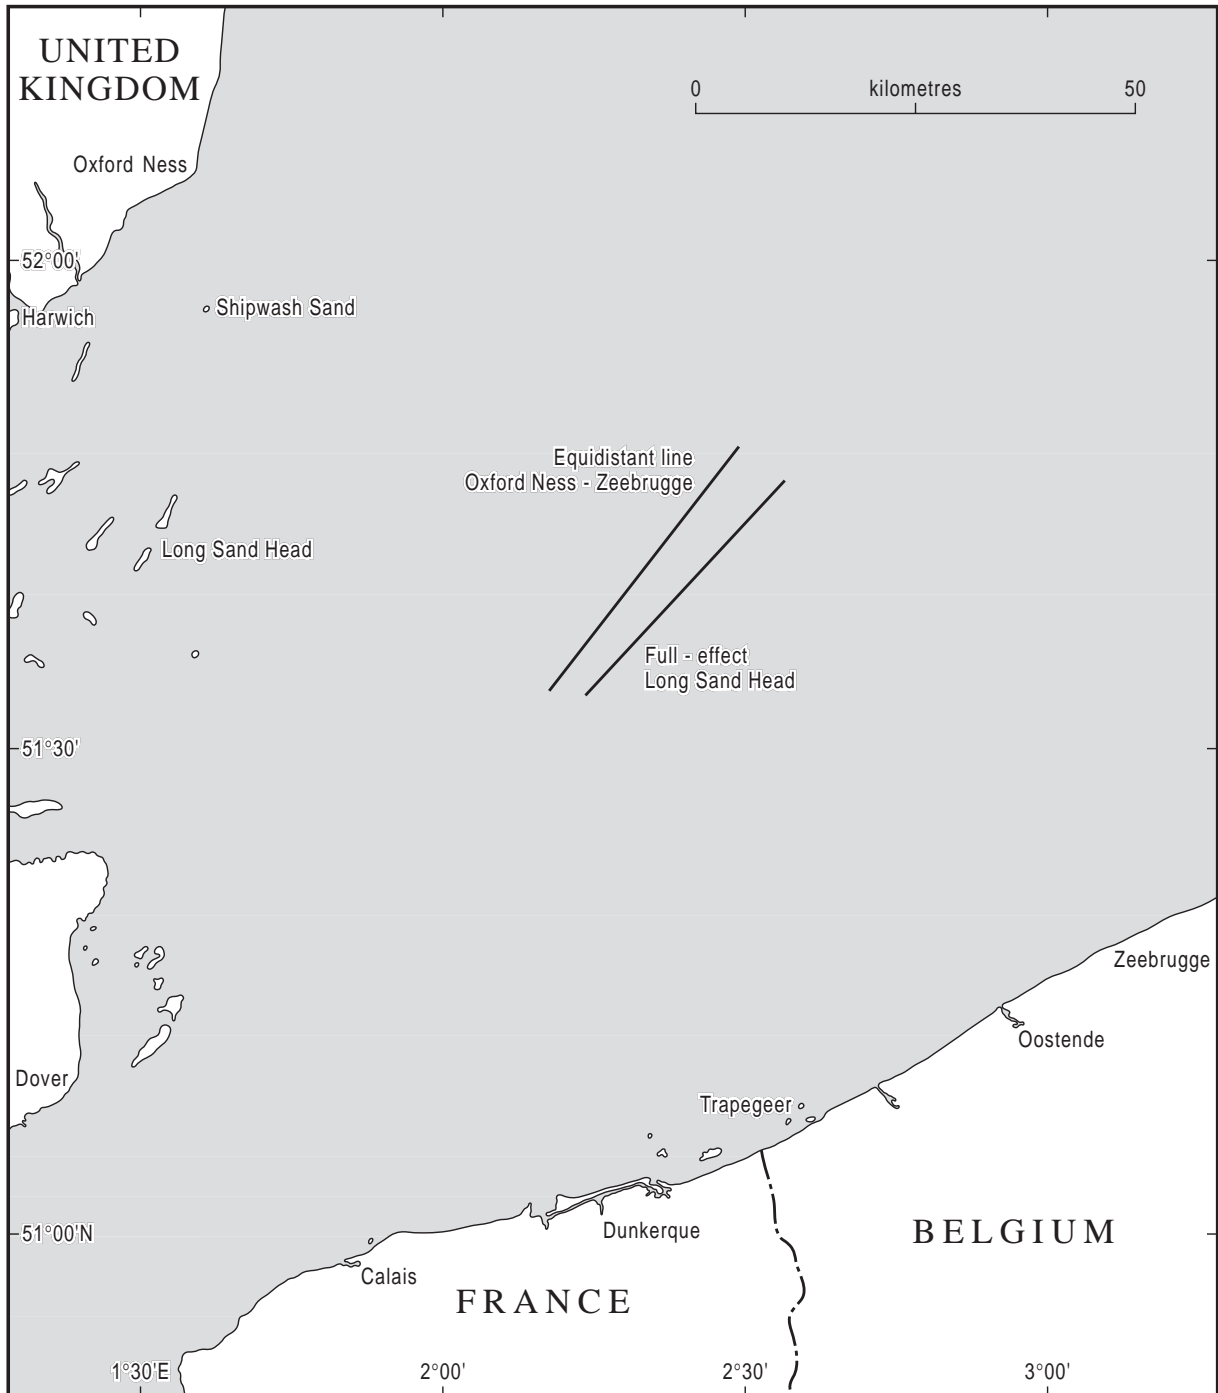 UNITED
KINGDOM
0 kilometres 50
Oxford Ness
52°00'
Shipwash Sand
Harwich
Equidistant line
Oxford Ness - Zeebrugge
Long Sand Head
Full - effect
Long Sand Head
51°30'
Zeebrugge
Oostende
Dover
Trapegeer
51°00'N
Dunkerque
BELGIUM
Calais
FRANCE
1°30'E 2°00' 2°30' 3°00'